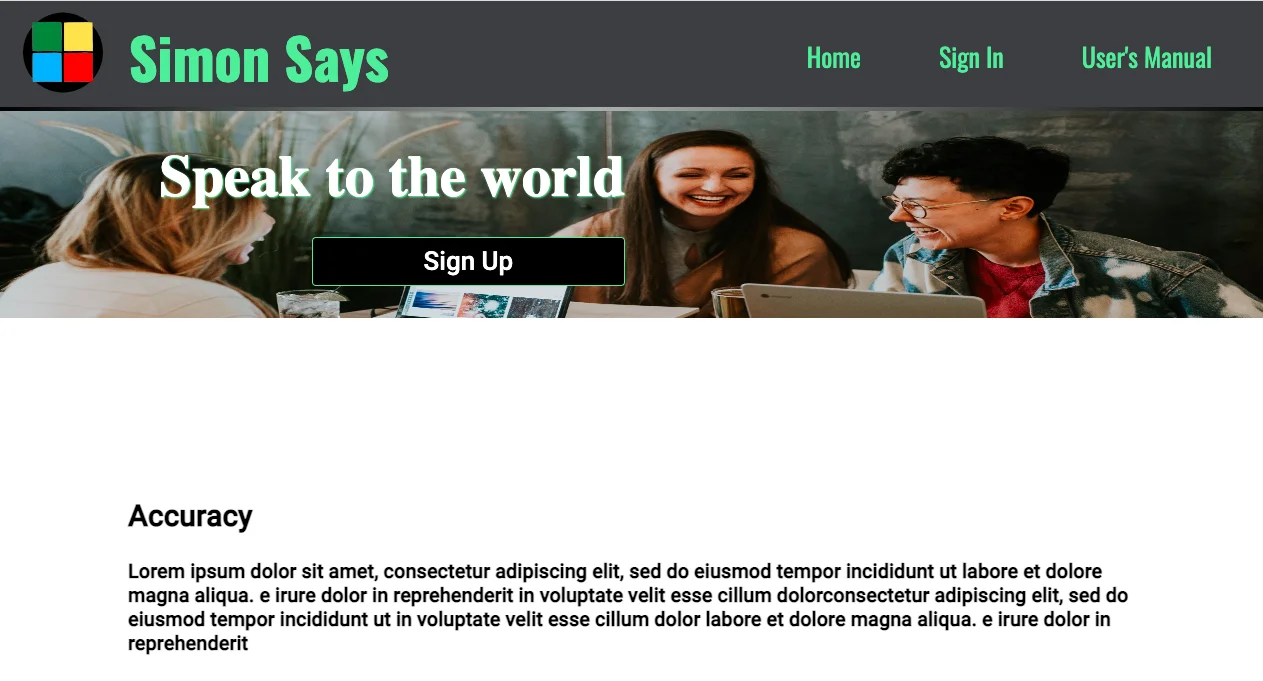 Simon Says
Home
Sign In
User's Manual
Speak to the world
Sign Up
Accuracy
Lorem ipsum dolor sit amet, consectetur adipiscing elit, sed do eiusmod tempor incididunt ut labore et dolore
magna aliqua. e irure dolor in reprehenderit in voluptate velit esse cillum dolorconsectetur adipiscing elit, sed do
eiusmod tempor incididunt ut in voluptate velit esse cillum dolor labore et dolore magna aliqua. e irure dolor in
reprehenderit